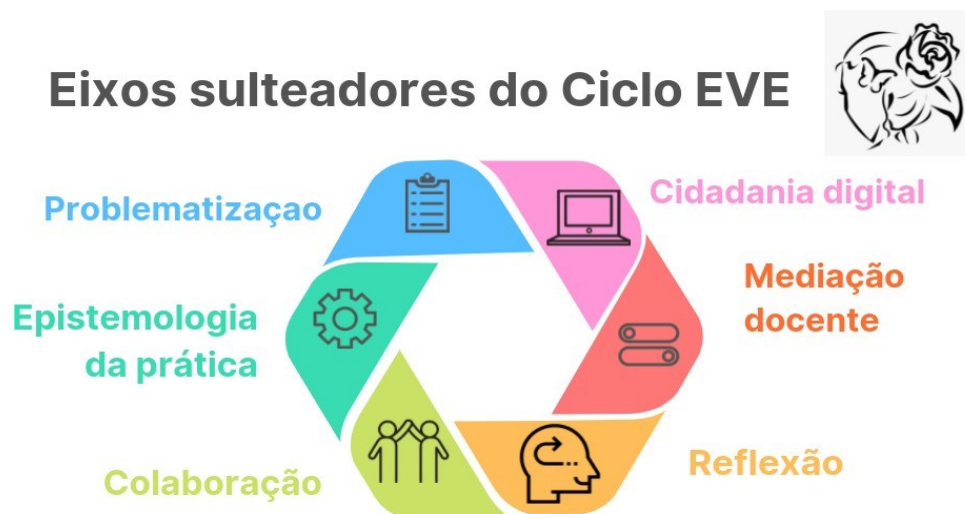 Eixos sulteadores do Ciclo EVE
Problematizaçao
Cidadania digital
Mediação
docente
Epistemologia
da prática
Colaboração
Reflexão